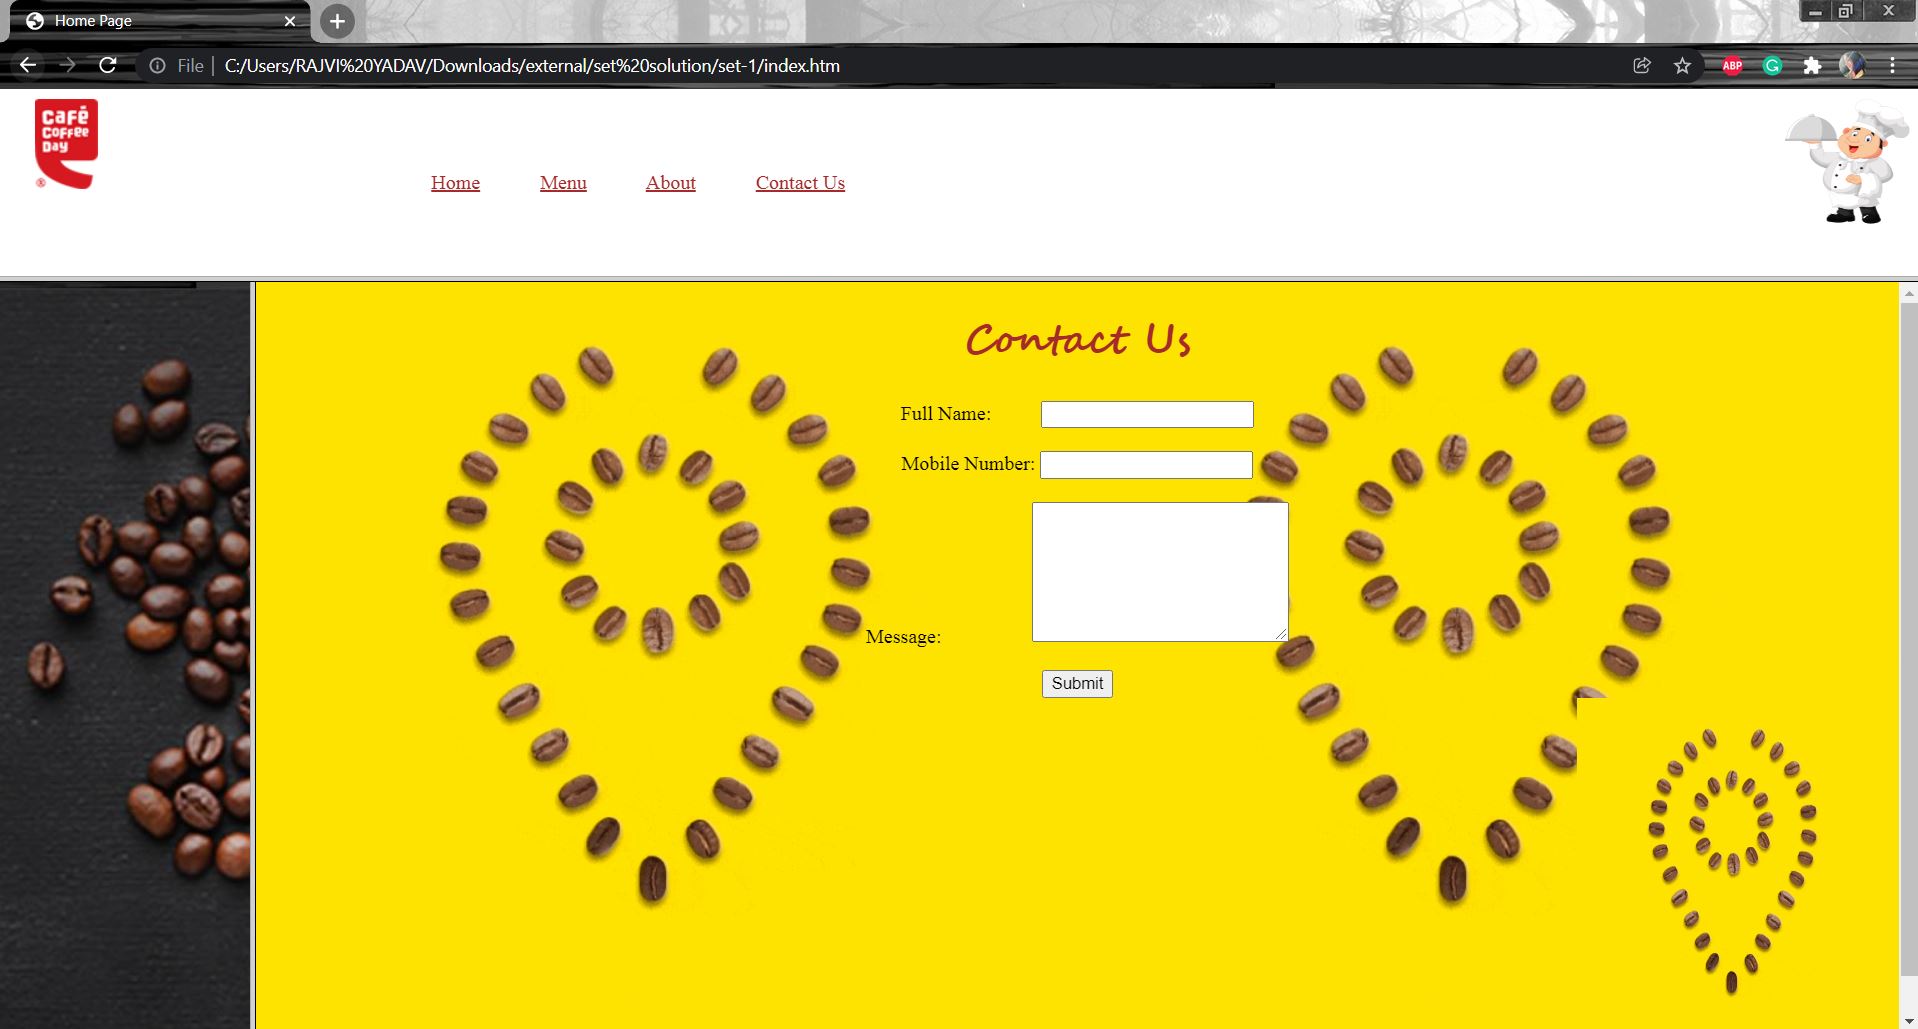 Home Page
File | C:/Users/RAJVI%20YADAV/Downloads/external/set%20solution/set-1/index.htm
ABP
Café
Coffee
Day
®
Home Menu About Contact Us
Contact Us
Full Name:
Mobile Number:
Message:
Submit